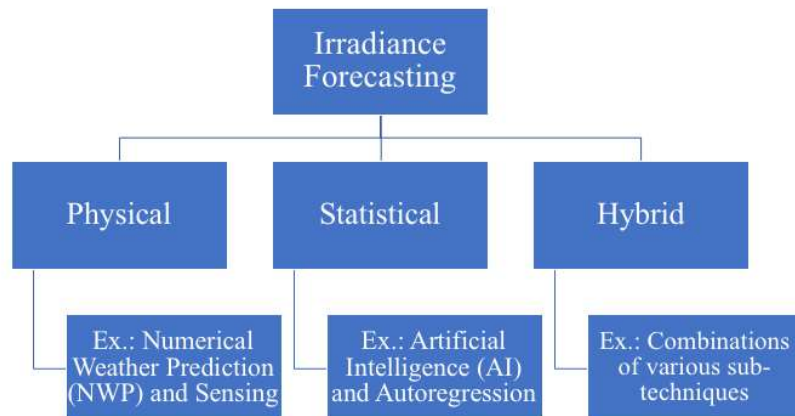 Irradiance
Forecasting
Physical
Statistical
Hybrid
Ex.: Numerical
Weather Prediction
(NWP) and Sensing
Ex.: Artificial
Intelligence (AI)
and Autoregression
Ex.: Combinations
of various sub-
techniques